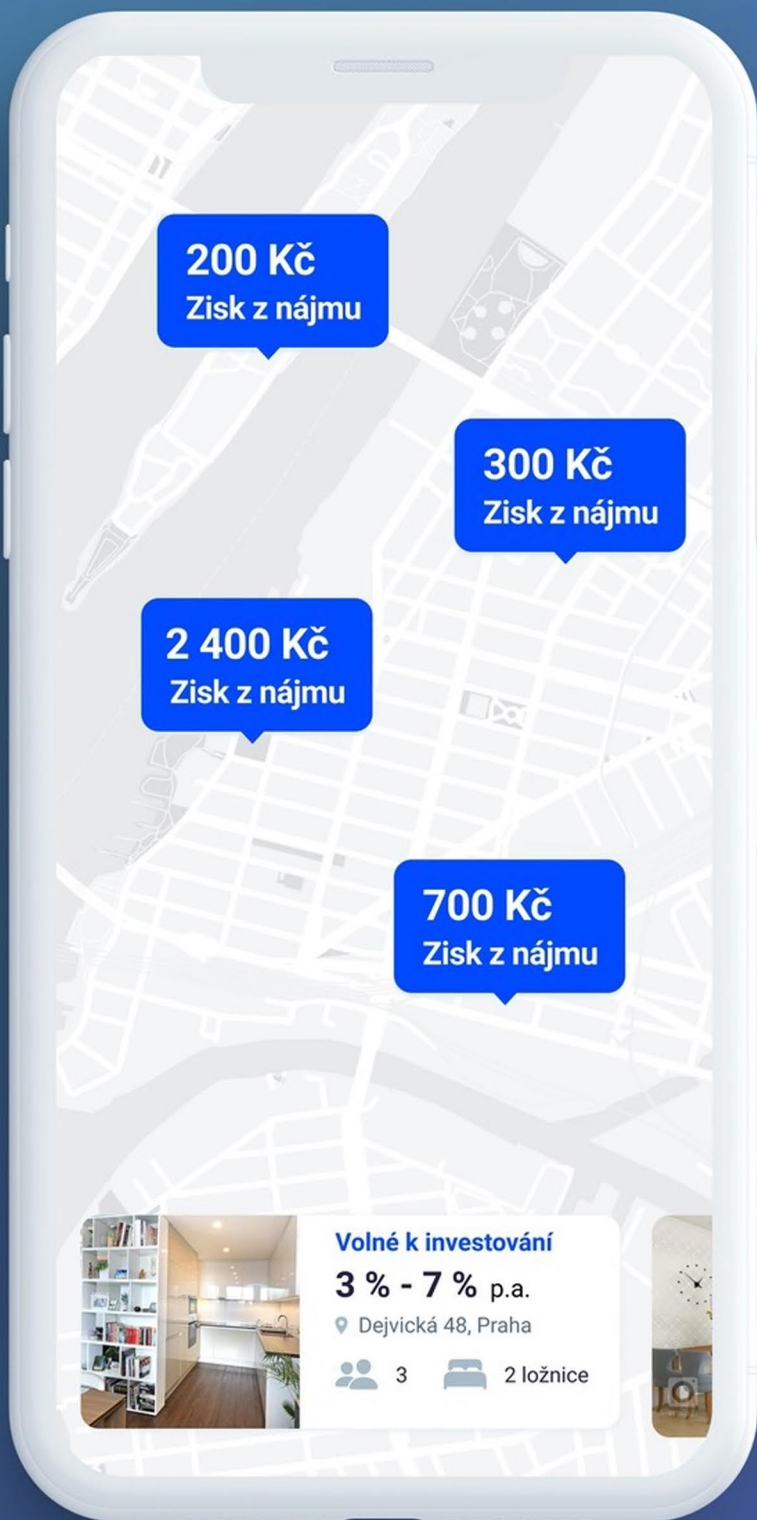 200 Kč
Zisk z nájmu
300 Kč
Zisk z nájmu
2 400 Kč
Zisk z nájmu
700 Kč
Zisk z nájmu
Volné k investování
3 % - 7 % p.a.
Dejvická 48, Praha
3 2 ložnice